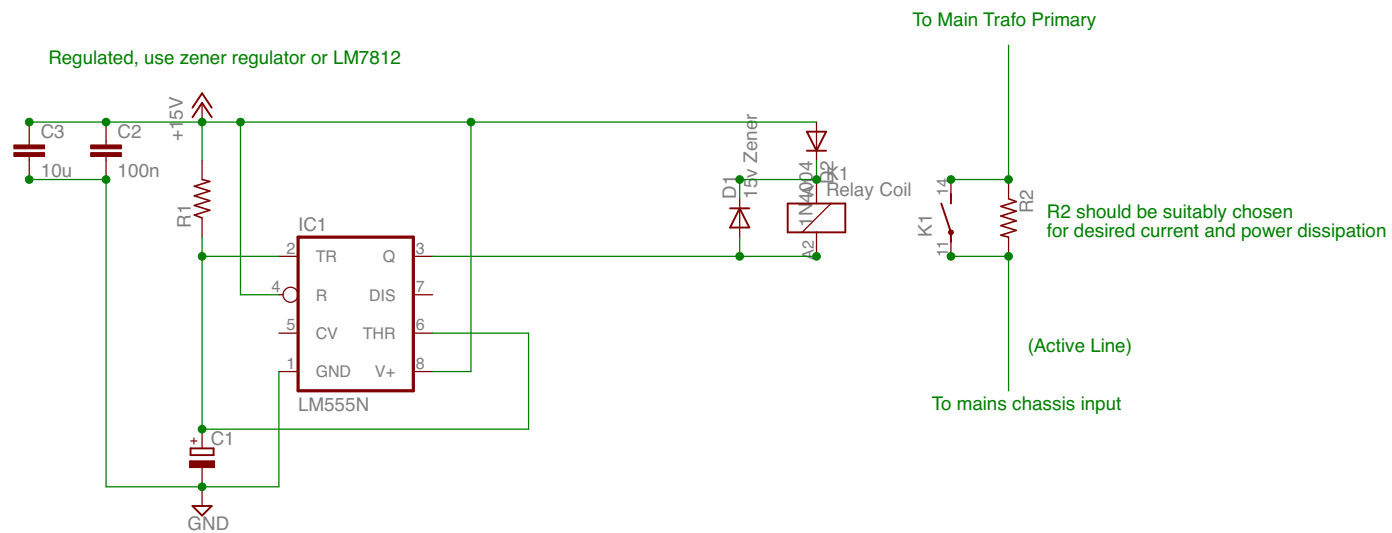 To Main Trafo Primary
Regulated, use zener regulator or LM7812
+15V
C3
10u
C2
100n
R1
IC1
2 TR Q 3
4 R DIS 7
5 CV THR 6
1 GND V+ 8
LM555N
+
C1
GND
D1
15v Zener
1N4004
D2
K1
Relay Coil
A2
K1
14
11
R2
R2 should be suitably chosen
for desired current and power dissipation
(Active Line)
To mains chassis input